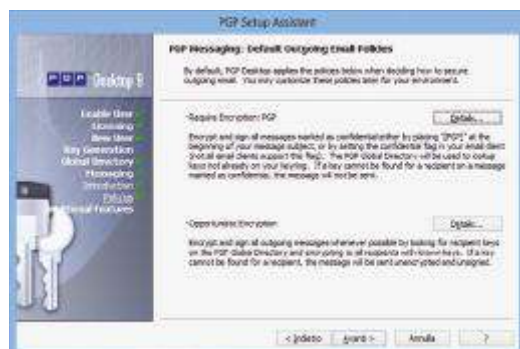 PGP Setup Assistant
PGP Desktop 9
Enable User
Licensing
New User
Key Generation
Global Directory
Messaging
Introduction
Policies
Additional Features
PGP Messaging: Default Outgoing Email Policies
By default, PGP Desktop applies the policies below when deciding how to secure
outgoing email. You may customize these policies later for your environment.
-Require Encryption: PGP
Details...
Encrypt and sign all messages marked as confidential either by placing "[PGP]" at the
beginning of your message subject, or by setting the confidential flag in your email client
(not all email clients support this flag). The PGP Global Directory will be used to lookup
keys not already on your keyring. If a key cannot be found for a recipient on a message
marked as confidential, the message will not be sent.
-Opportunistic Encryption
Details...
Encrypt and sign all outgoing messages whenever possible by looking for recipient keys
on the PGP Global Directory and encrypting to all recipients with known keys. If a key
cannot be found for a recipient, the message will be sent unencrypted and unsigned.
< Indietro
Avanti >
Annulla
?